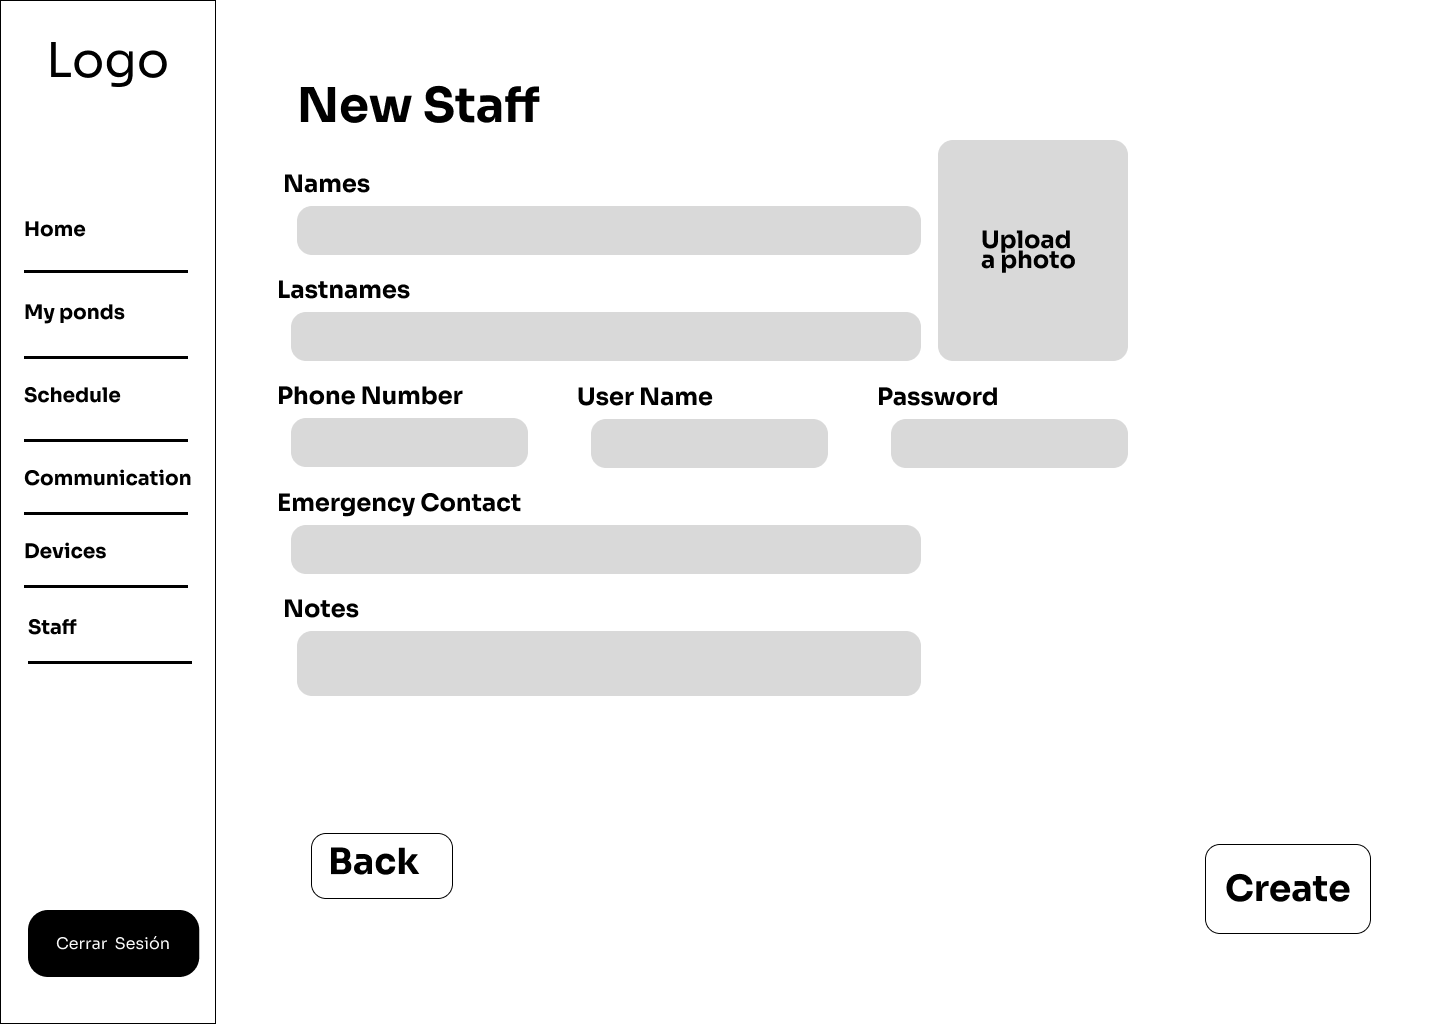 Logo
Home
My ponds
Schedule
Communication
Devices
Staff
Cerrar Sesión
New Staff
Names
Lastnames
Upload
a photo
Phone Number
User Name
Password
Emergency Contact
Notes
Back
Create